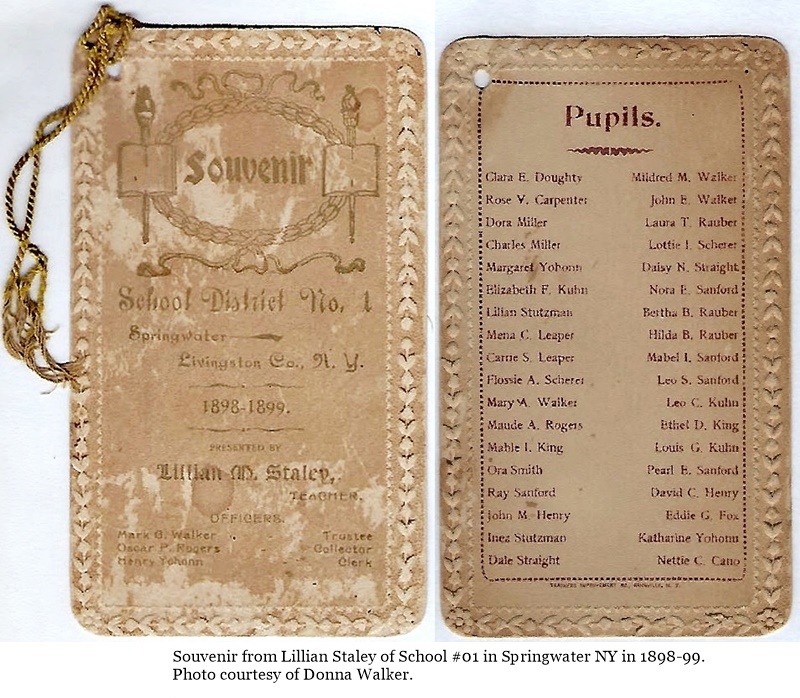 Souvenir
School District No. 1
Springwater
Livingston Co., N. Y.
1898-1899.
PRESENTED BY
Lillian M. Staley,
TEACHER.
OFFICERS.
Mark G. Walker Trustee
Oscar P. Rogers Collector
Henry Yohonn Clerk
Pupils.
Clara E. Doughty Mildred M. Walker
Rose V. Carpenter John E. Walker
Dora Miller Laura T. Rauber
Charles Miller Lottie I. Scherer
Margaret Yohonn Daisy N. Straight
Elizabeth F. Kuhn Nora E. Sanford
Lilian Stutzman Bertha B. Rauber
Mena C. Leaper Hilda B. Rauber
Carrie S. Leaper Mabel I. Sanford
Flossie A. Scherer Leo S. Sanford
Mary A. Walker Leo C. Kuhn
Maude A. Rogers Ethel D. King
Mable I. King Louis G. Kuhn
Ora Smith Pearl E. Sanford
Ray Sanford David C. Henry
John M. Henry Eddie G. Fox
Inez Stutzman Katharine Yohonn
Dale Straight Nettie C. Cano
Souvenir from Lillian Staley of School #01 in Springwater NY in 1898-99.
Photo courtesy of Donna Walker.